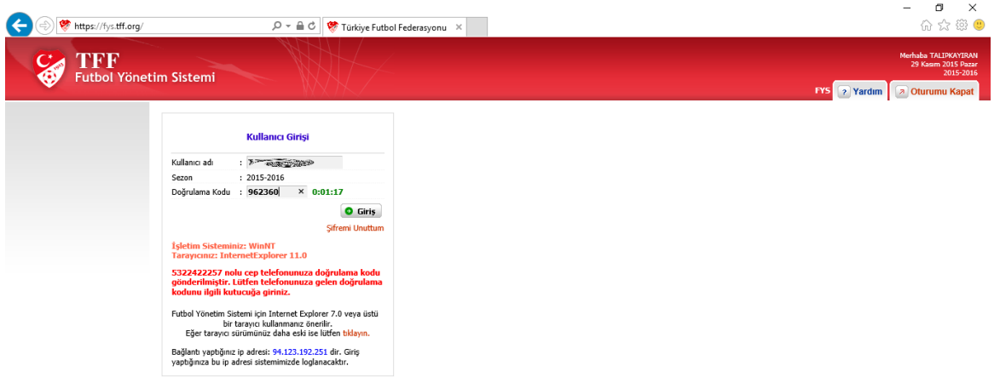 https://fys.tff.org/
Türkiye Futbol Federasyonu
TFF
Futbol Yönetim Sistemi
Merhaba TALIPKAYIRAN
29 Kasım 2015 Pazar
2015-2016
FYS ? Yardım Oturumu Kapat
Kullanıcı Girişi
Kullanıcı adı :
Sezon : 2015-2016
Doğrulama Kodu : 962360 × 0:01:17
Giriş
Şifremi Unuttum
İşletim Sisteminiz: WinNT
Tarayıcınız: InternetExplorer 11.0
5322422257 nolu cep telefonunuza doğrulama kodu
gönderilmiştir. Lütfen telefonunuza gelen doğrulama
kodunu ilgili kutucuğa giriniz.
Futbol Yönetim Sistemi için Internet Explorer 7.0 veya üstü
bir tarayıcı kullanmanız önerilir.
Eğer tarayıcı sürümünüz daha eski ise lütfen tıklayın.
Bağlantı yaptığınız ip adresi: 94.123.192.251 dir. Giriş
yaptığınıza bu ip adresi sistemimizde loglanacaktır.